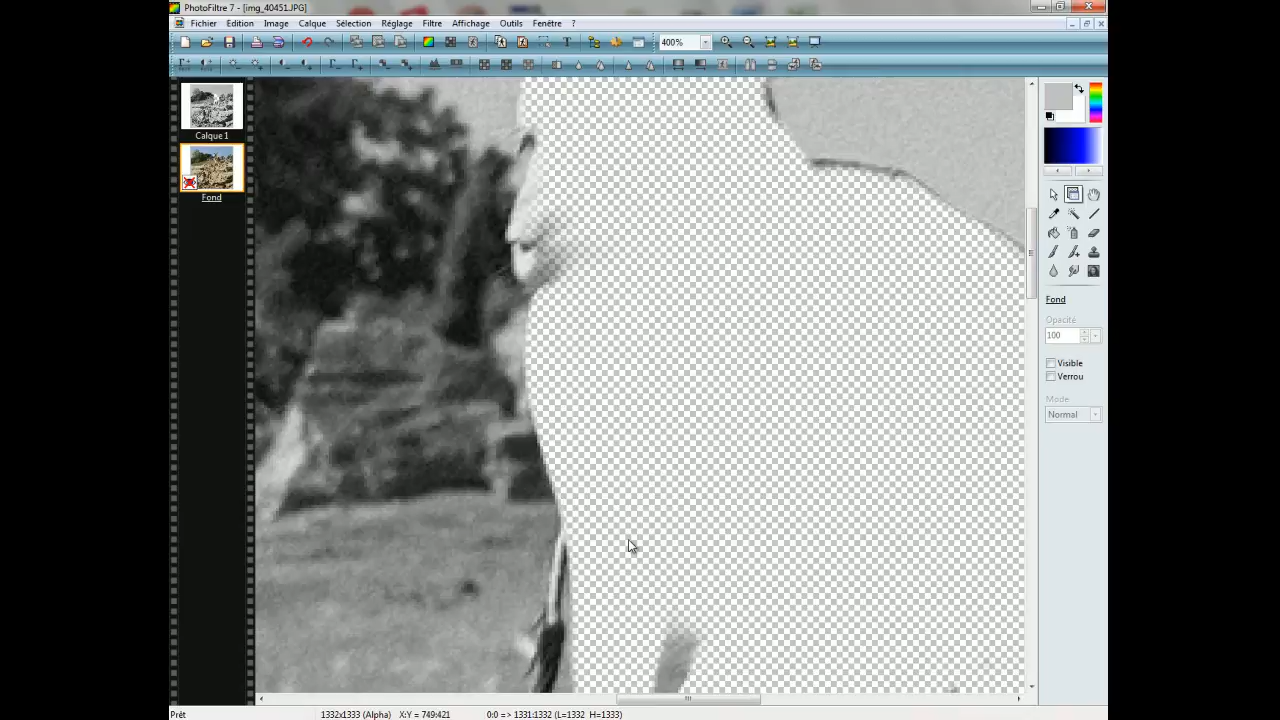 PhotoFiltre 7 - [img_40451.JPG]
Fichier Edition Image Calque Sélection Réglage Filtre Affichage Outils Fenêtre ?
T 400%
Calque 1
Fond
Fond
Opacité
100
Visible
Verrou
Mode
Normal
Prêt 1332x1333 (Alpha) X:Y = 749:421 0:0 => 1331:1332 (L=1332 H=1333)